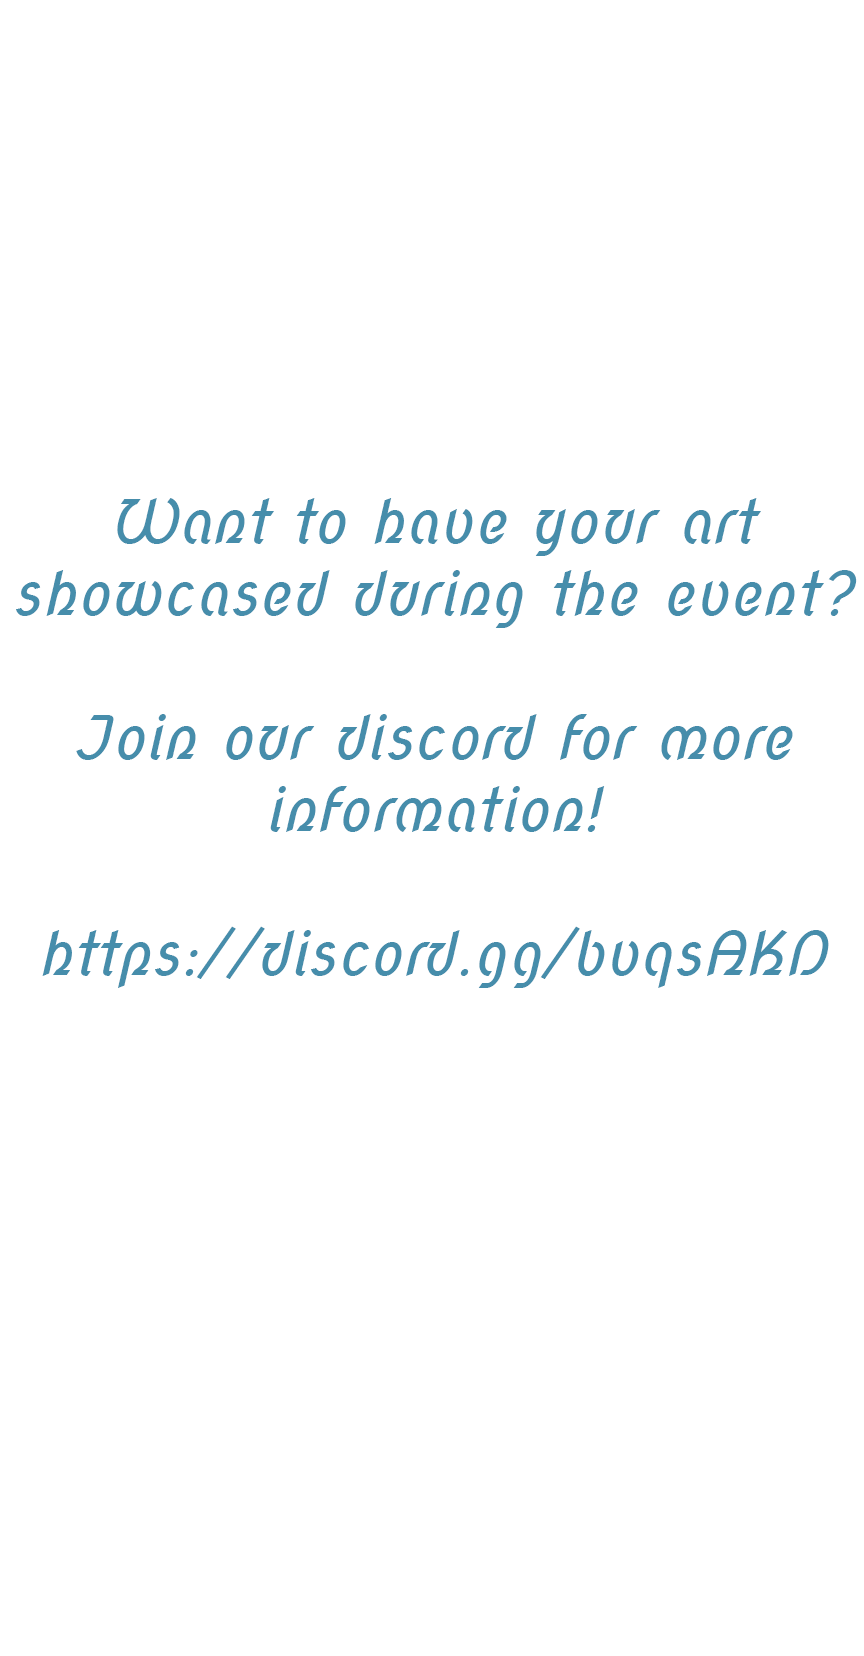 Want to have your art
showcased during the event?
Join our discord for more
information!
https://discord.gg/bvqsAKD